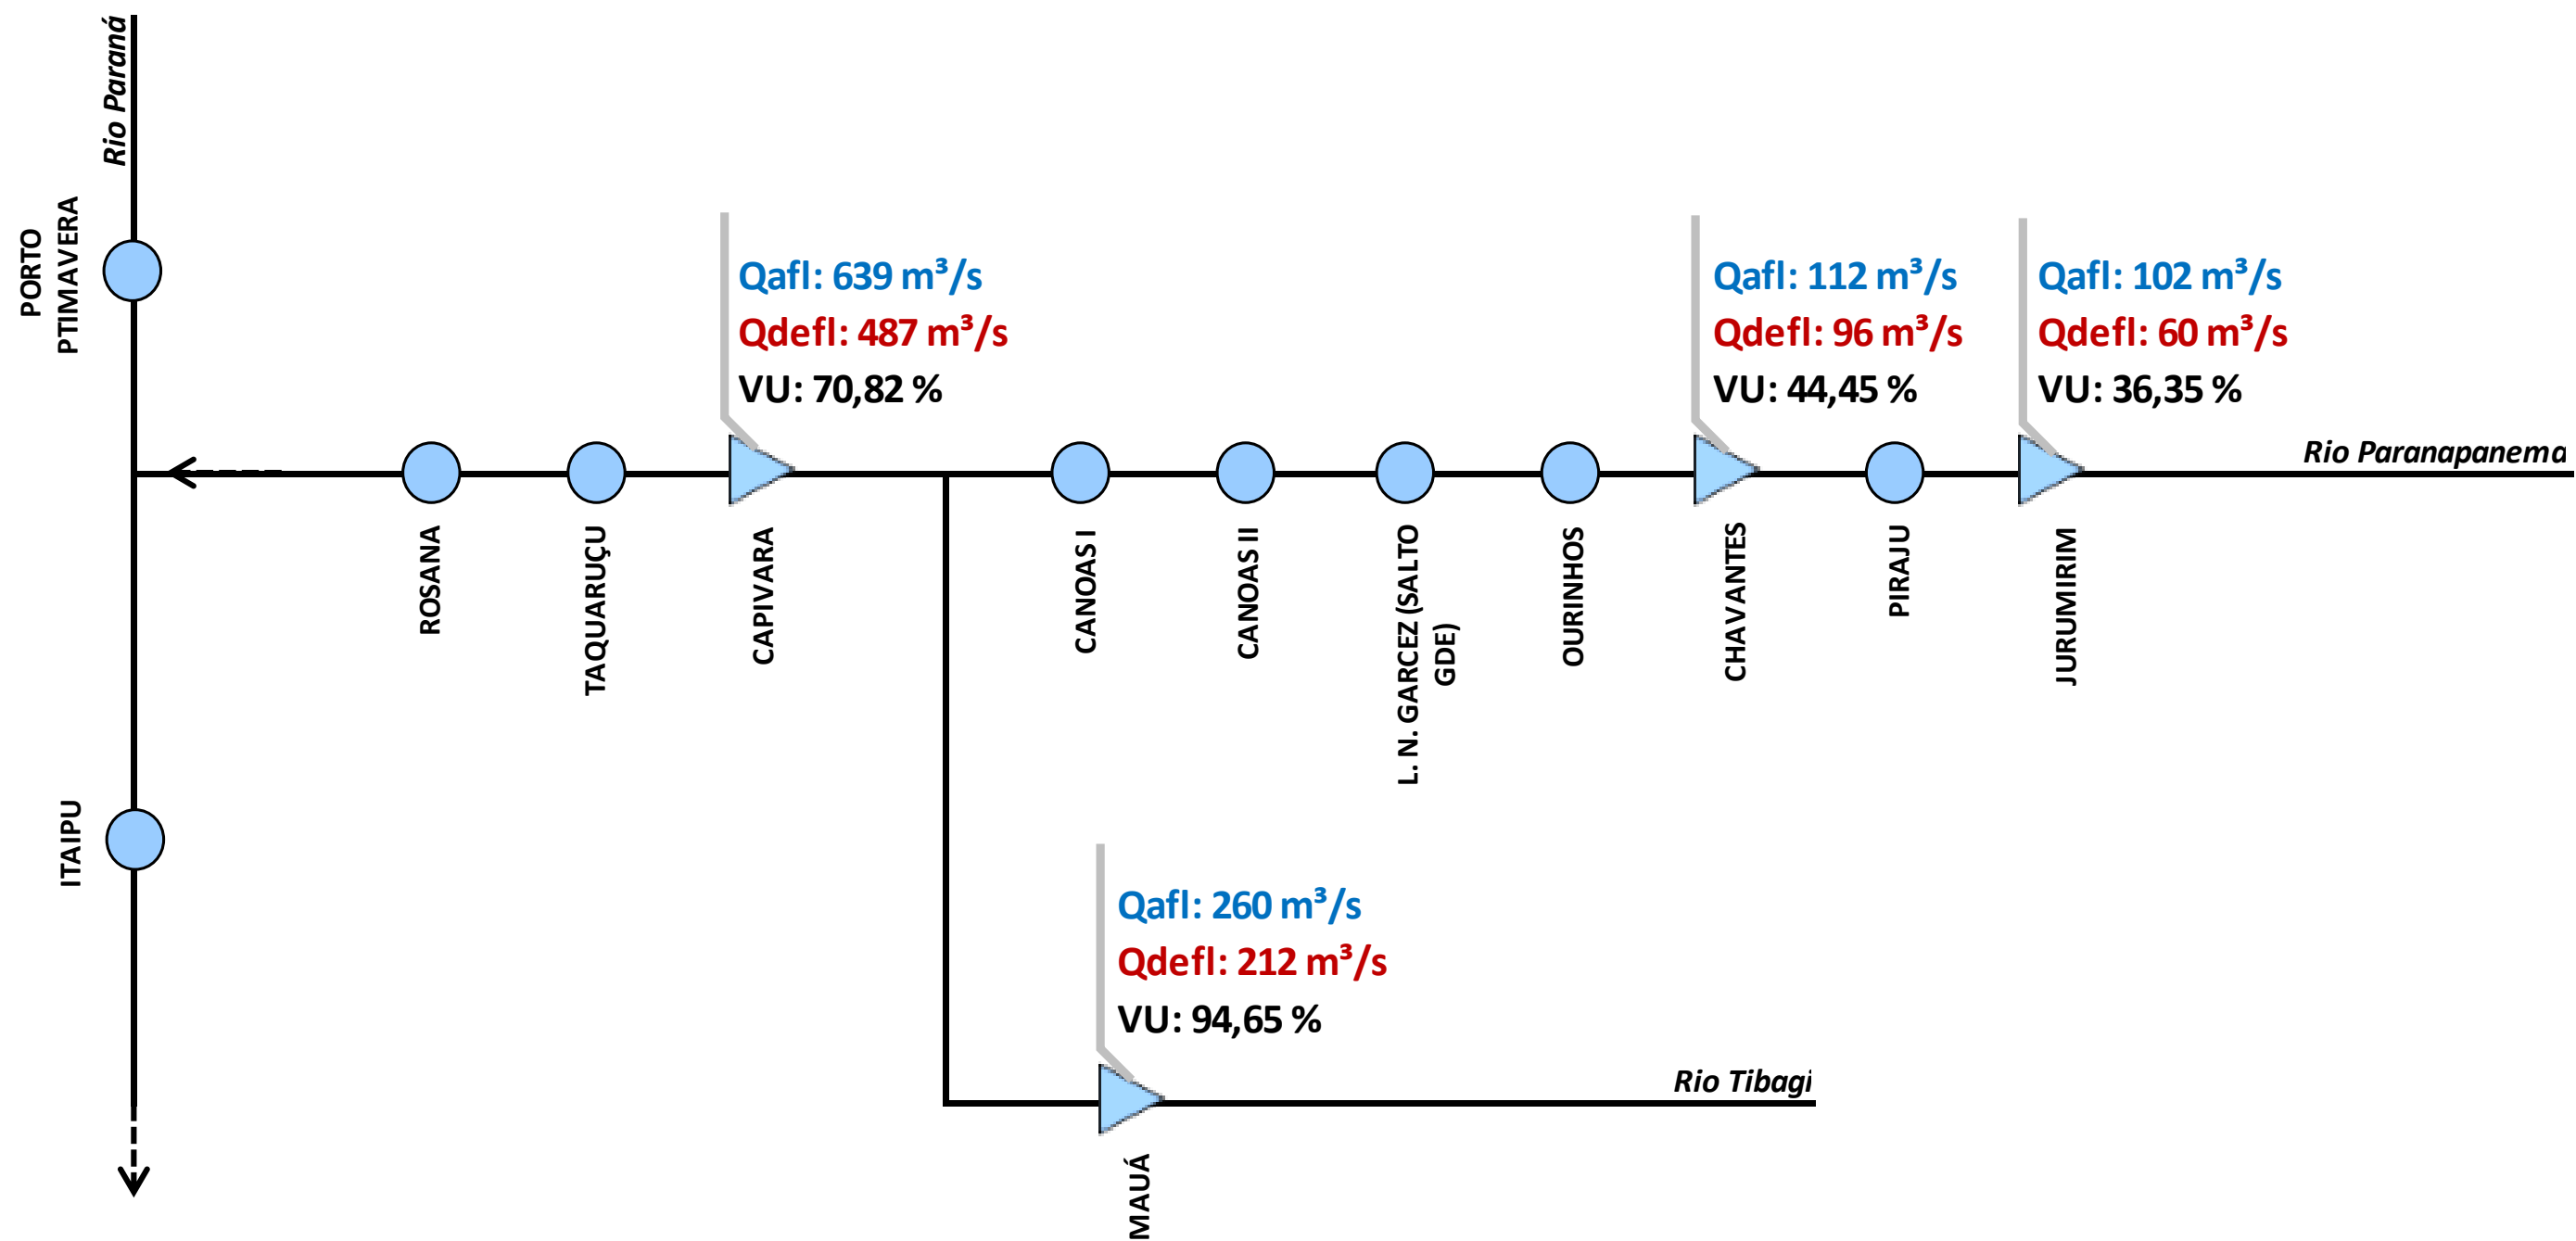 Rio Paraná
PORTO
PTIMAVERA
Qafl: 639 m³/s
Qdefl: 487 m³/s
VU: 70,82 %
Qafl: 112 m³/s
Qdefl: 96 m³/s
VU: 44,45 %
Qafl: 102 m³/s
Qdefl: 60 m³/s
VU: 36,35 %
Rio Paranapanema
ROSANA
TAQUARUÇU
CAPIVARA
CANOAS I
CANOAS II
L. N. GARCEZ (SALTO
GDE)
OURINHOS
CHAVANTES
PIRAJU
JURUMIRIM
ITAIPU
Qafl: 260 m³/s
Qdefl: 212 m³/s
VU: 94,65 %
Rio Tibagi
MAUÁ